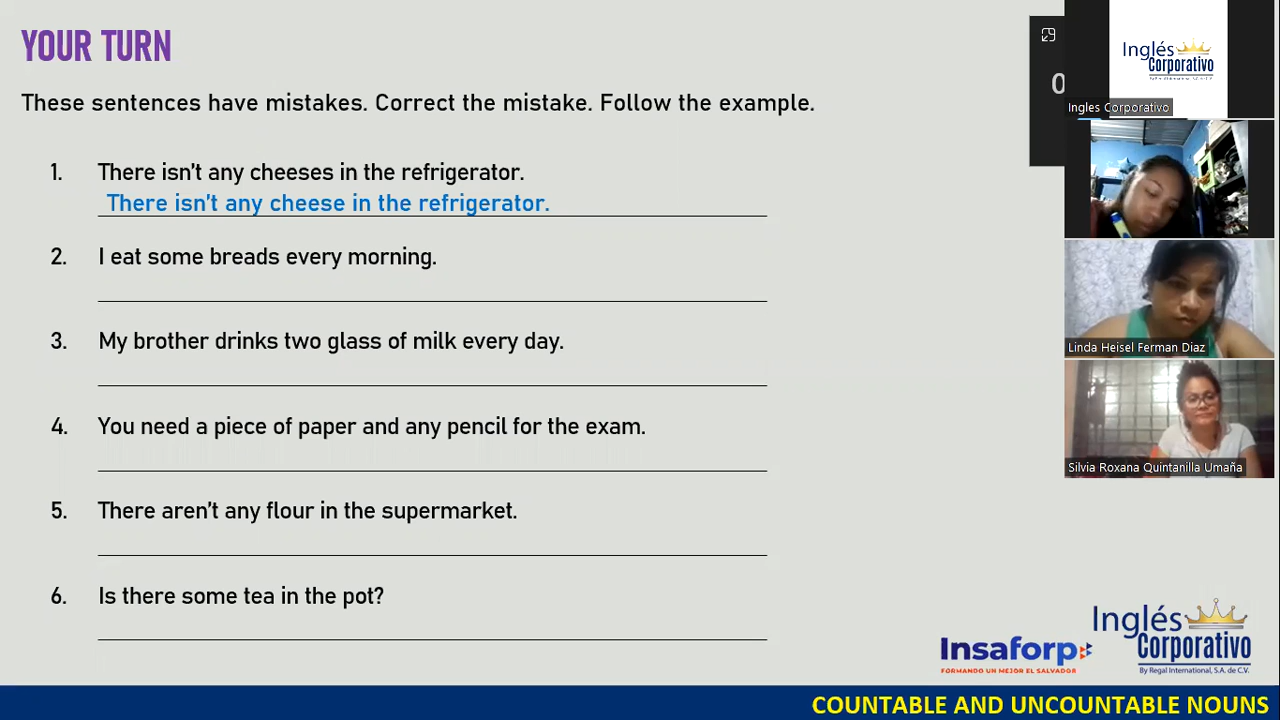 YOUR TURN
These sentences have mistakes. Correct the mistake. Follow the example.
1. There isn't any cheeses in the refrigerator.
There isn't any cheese in the refrigerator.
2. I eat some breads every morning.
3. My brother drinks two glass of milk every day.
4. You need a piece of paper and any pencil for the exam.
5. There aren't any flour in the supermarket.
6. Is there some tea in the pot?
0
Inglés
Corporativo
Ingles Corporativo
Linda Heisel Ferman Diaz
Silvia Roxana Quintanilla Umaña
Insaforp
FORMANDO UN MEJOR EL SALVADOR
Inglés
Corporativo
By Regal International, S.A. de C.V.
COUNTABLE AND UNCOUNTABLE NOUNS